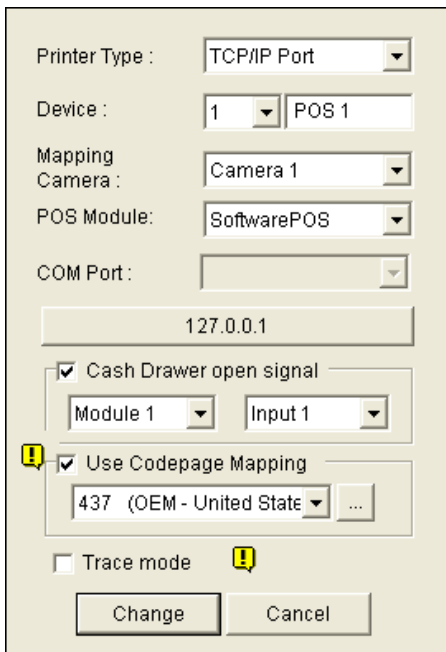 Printer Type : TCP/IP Port
Device : 1 POS 1
Mapping
Camera : Camera 1
POS Module: SoftwarePOS
COM Port :
127.0.0.1
Cash Drawer open signal
Module 1 Input 1
Use Codepage Mapping
437 (OEM - United State ...
Trace mode
Change Cancel